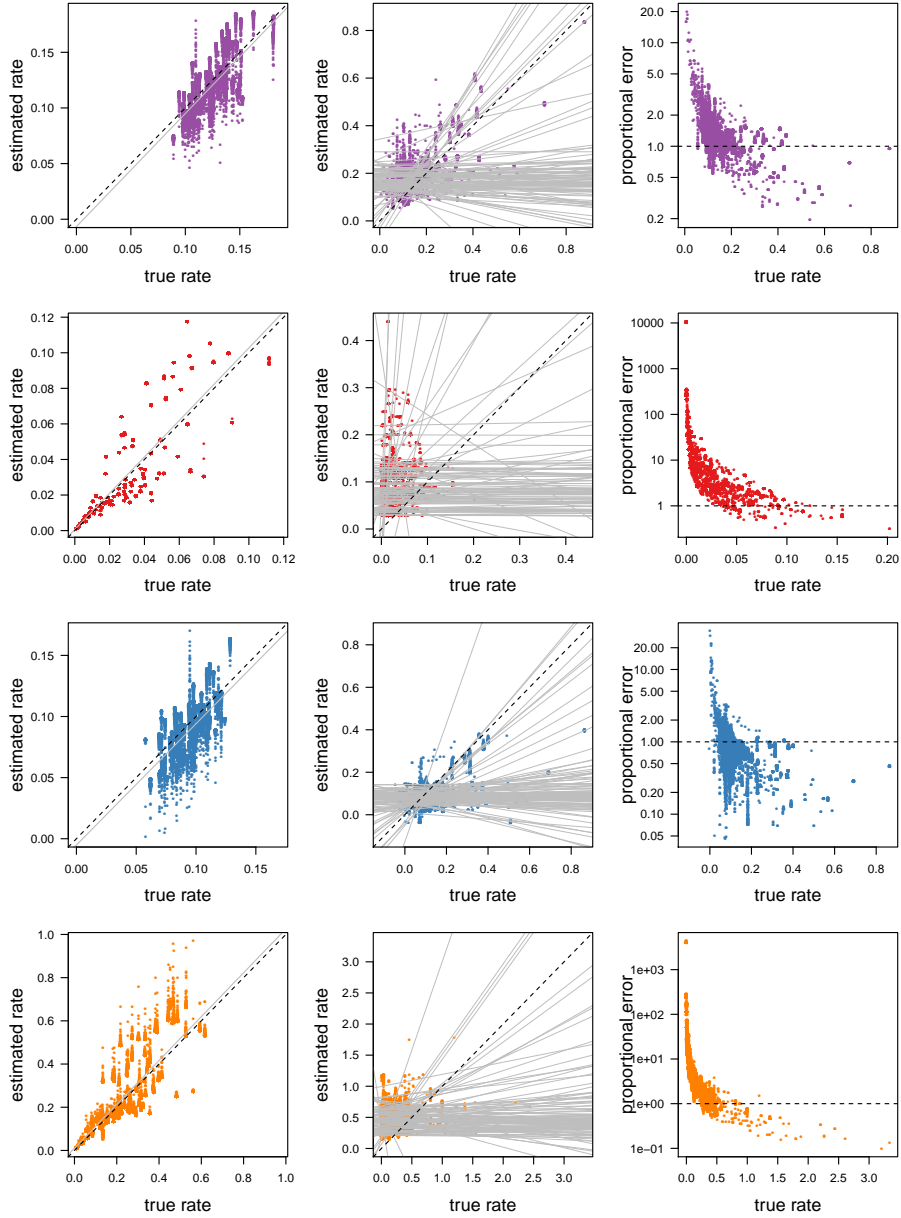 estimated rate
0.15
0.10
0.05
0.00
0.00 0.05 0.10 0.15
true rate
estimated rate
0.8
0.6
0.4
0.2
0.0
0.0 0.2 0.4 0.6 0.8
true rate
proportional error
20.0
10.0
5.0
2.0
1.0
0.5
0.2
0.0 0.2 0.4 0.6 0.8
true rate
estimated rate
0.12
0.10
0.08
0.06
0.04
0.02
0.00
0.00 0.02 0.04 0.06 0.08 0.10 0.12
true rate
estimated rate
0.4
0.3
0.2
0.1
0.0
0.0 0.1 0.2 0.3 0.4
true rate
proportional error
10000
1000
100
10
1
0.00 0.05 0.10 0.15 0.20
true rate
estimated rate
0.15
0.10
0.05
0.00
0.00 0.05 0.10 0.15
true rate
estimated rate
0.8
0.6
0.4
0.2
0.0
0.0 0.2 0.4 0.6 0.8
true rate
proportional error
20.00
5.00
2.00
1.00
0.50
0.20
0.10
0.05
0.0 0.2 0.4 0.6 0.8
true rate
estimated rate
1.0
0.8
0.6
0.4
0.2
0.0
0.0 0.2 0.4 0.6 0.8 1.0
true rate
estimated rate
3.0
2.5
2.0
1.5
1.0
0.5
0.0
0.0 0.5 1.0 1.5 2.0 2.5 3.0
true rate
proportional error
1e+03
1e+02
1e+01
1e+00
1e−01
0.0 0.5 1.0 1.5 2.0 2.5 3.0
true rate